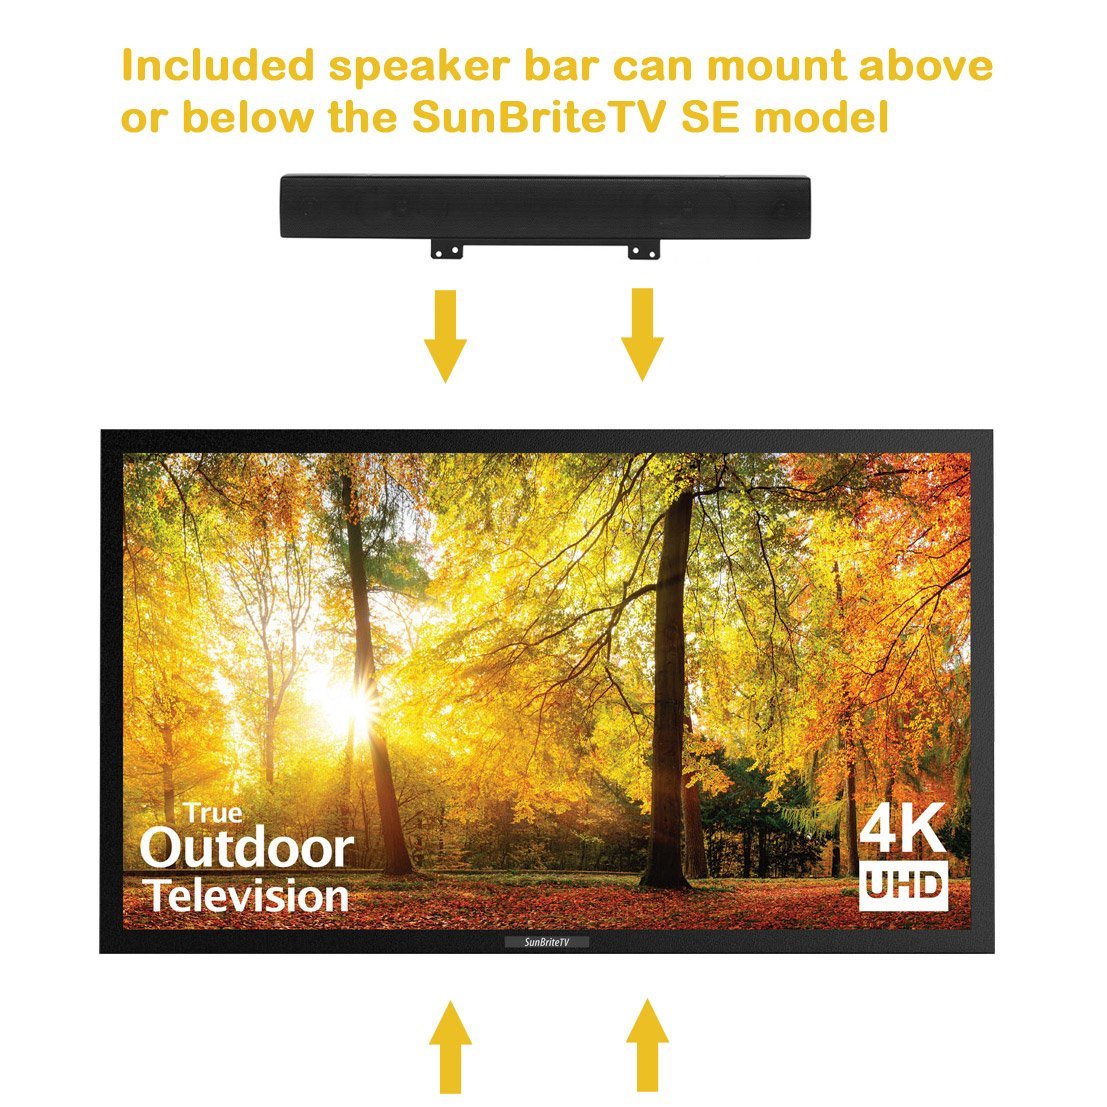 Included speaker bar can mount above
or below the SunBriteTV SE model
True
Outdoor
Television
4K
UHD
SunBriteTV